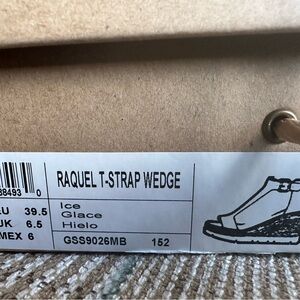 RAQUEL T-STRAP WEDGE
88493 0
Ice
EU 39.5
Glace
UK 6.5
Hielo
MEX 6
GSS9026MB 152